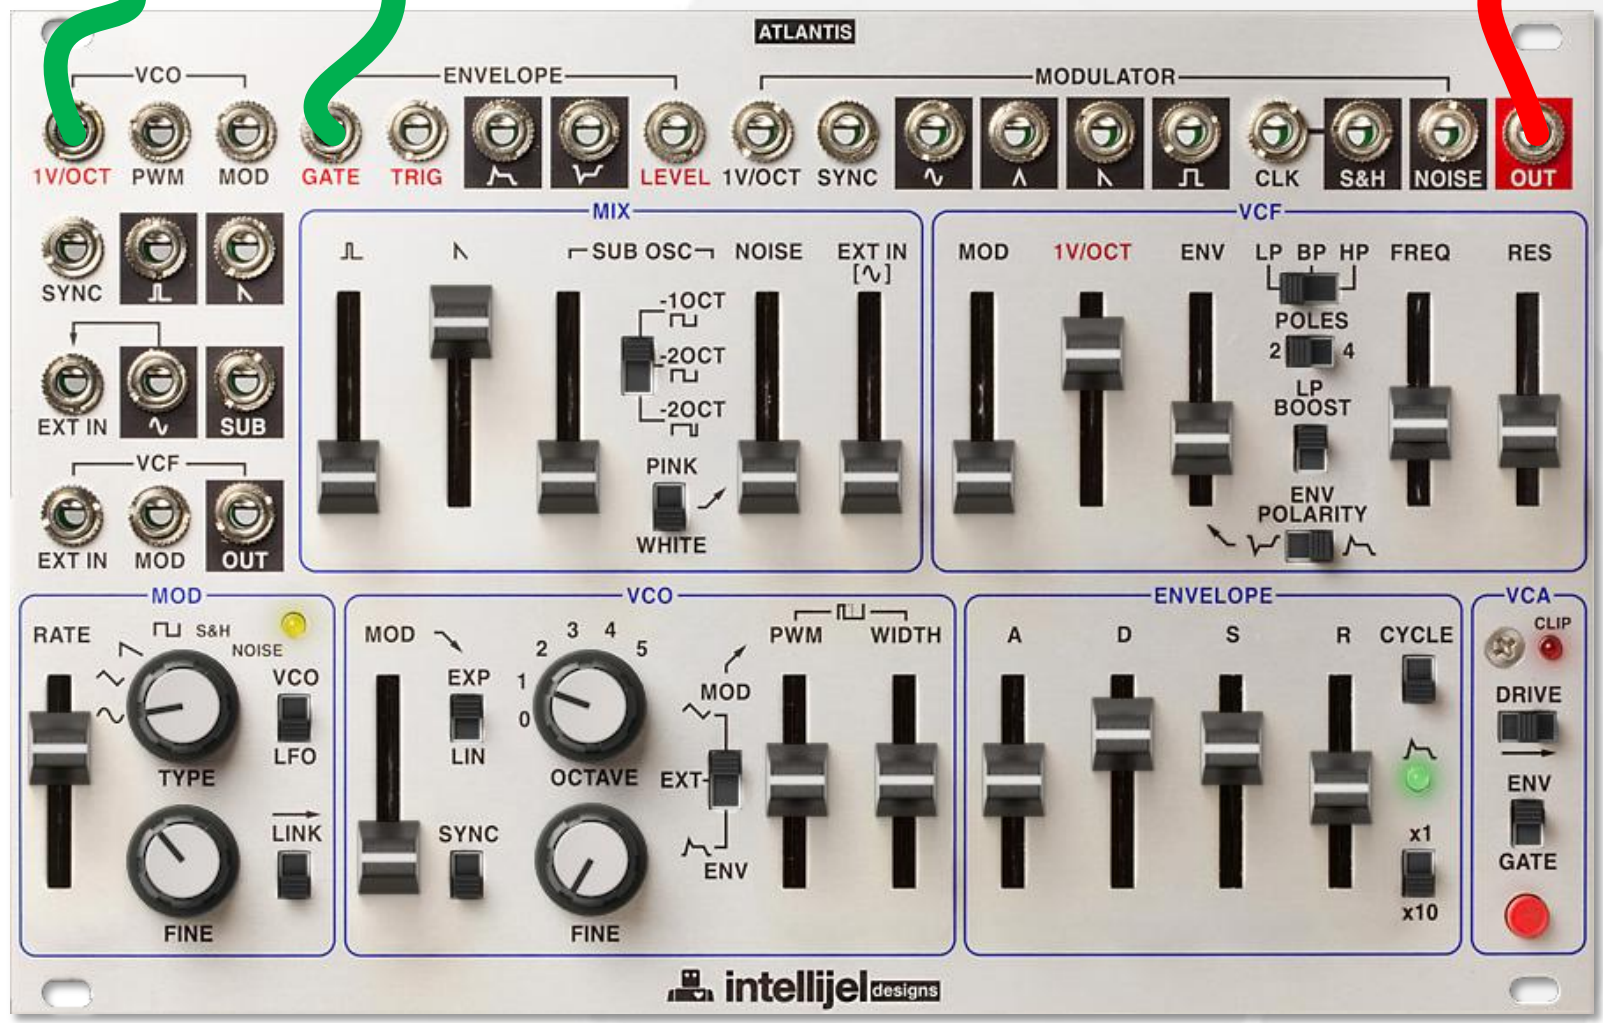 ATLANTIS
VCO ENVELOPE MODULATOR
1V/OCT PWM MOD GATE TRIG LEVEL 1V/OCT SYNC CLK S&H NOISE OUT
SYNC
EXT IN SUB
VCF
EXT IN MOD OUT
MIX
SUB OSC NOISE EXT IN
-1OCT
-2OCT
-2OCT
PINK
WHITE
VCF
MOD 1V/OCT ENV LP BP HP FREQ RES
POLES
2 4
LP
BOOST
ENV
POLARITY
MOD
RATE S&H
NOISE
VCO
LFO
TYPE
LINK
FINE
VCO
MOD
EXP
LIN
SYNC
0 1 2 3 4 5
OCTAVE
FINE
PWM WIDTH
MOD
EXT
ENV
ENVELOPE
A D S R CYCLE
x1
x10
VCA
CLIP
DRIVE
ENV
GATE
intellijel designs